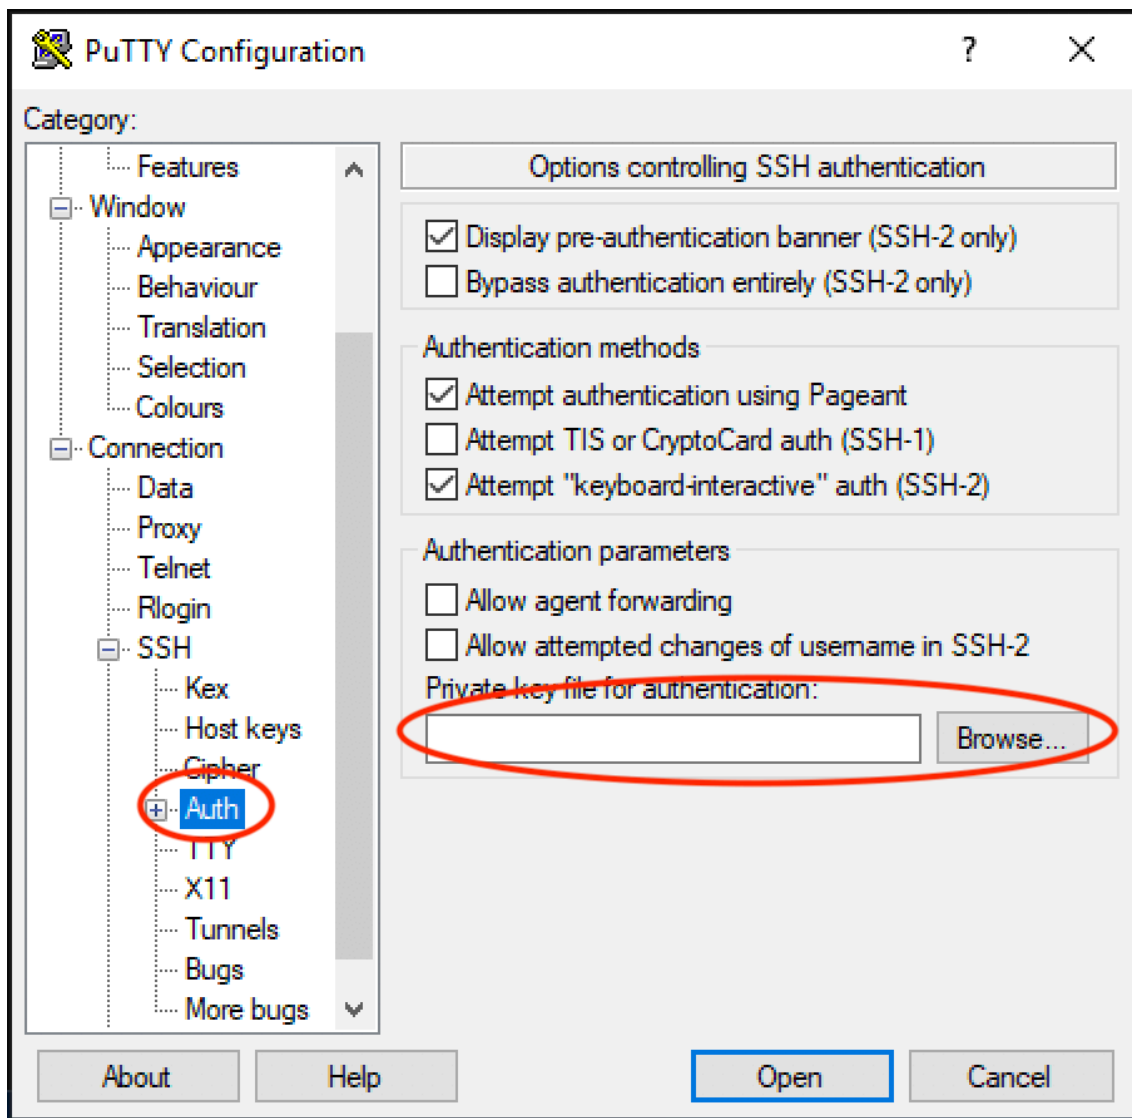 PuTTY Configuration
?
Category:
Features
Window
Appearance
Behaviour
Translation
Selection
Colours
Connection
Data
Proxy
Telnet
Rlogin
SSH
Kex
Host keys
Cipher
Auth
TTY
X11
Tunnels
Bugs
More bugs
Options controlling SSH authentication
Display pre-authentication banner (SSH-2 only)
Bypass authentication entirely (SSH-2 only)
Authentication methods
Attempt authentication using Pageant
Attempt TIS or CryptoCard auth (SSH-1)
Attempt "keyboard-interactive" auth (SSH-2)
Authentication parameters
Allow agent forwarding
Allow attempted changes of username in SSH-2
Private key file for authentication:
Browse...
About
Help
Open
Cancel